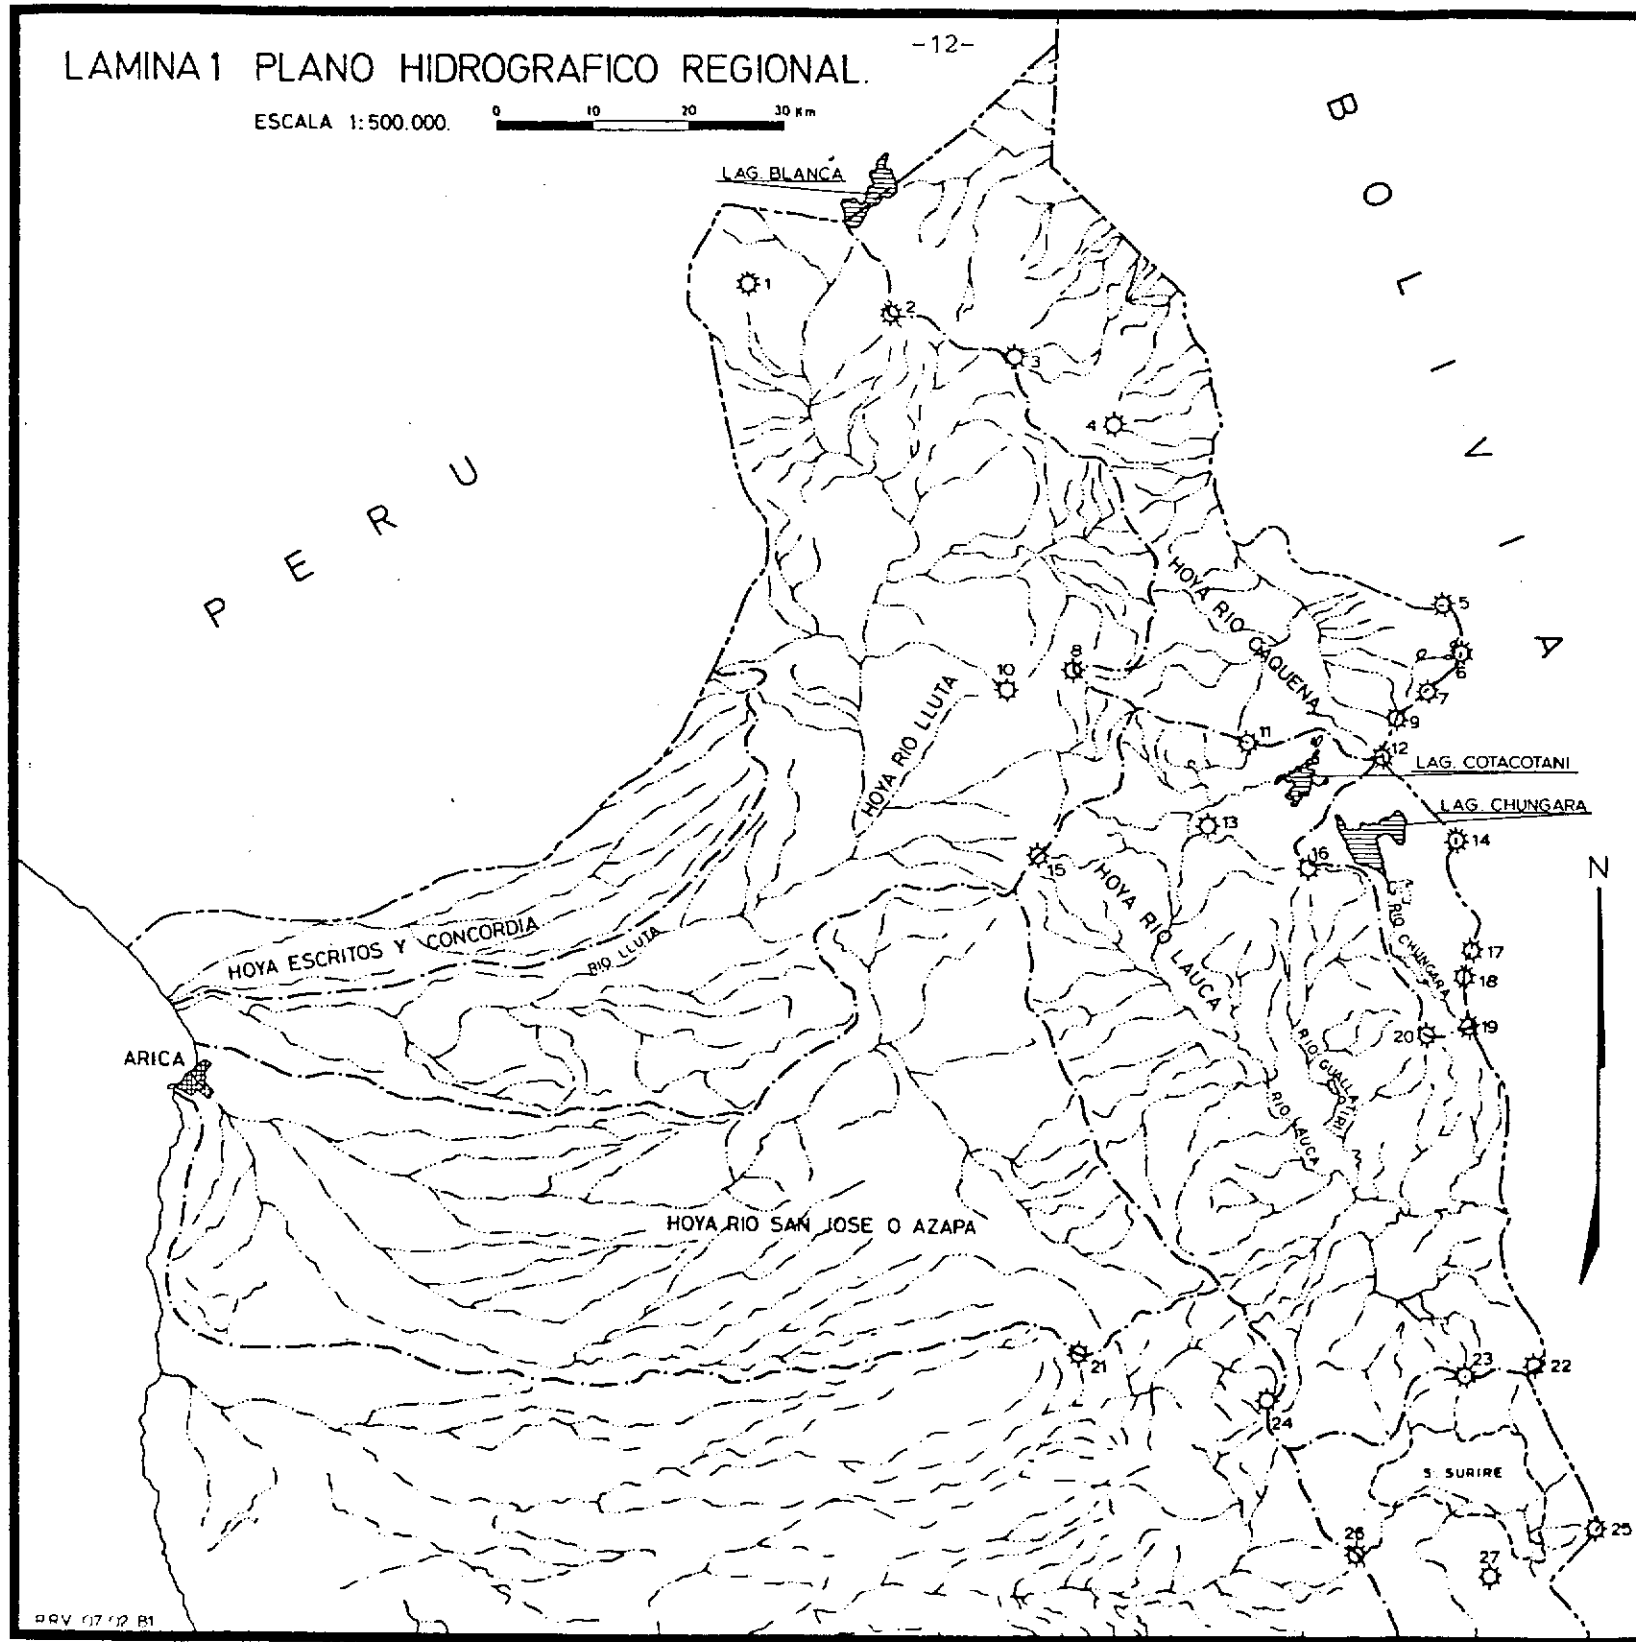 -12-
LAMINA 1 PLANO HIDROGRAFICO REGIONAL.
ESCALA 1:500.000.
0 10 20 30 Km
LAG. BLANCA
BOLIVIA
PERU
1
2
3
4
HOYA RIO CAQUENA
5
6
7
8
9
10
11
12
HOYA RIO LLUTA
LAG. COTACOTANI
LAG. CHUNGARA
13
14
15
16
N
HOYA RIO LAUCA
RIO CHUNGARA
HOYA ESCRITOS Y CONCORDIA
RIO LLUTA
17
18
19
20
RIO GUALLATIRI
RIO LAUCA
ARICA
HOYA RIO SAN JOSE O AZAPA
21
22
23
24
S. SURIRE
25
26
27